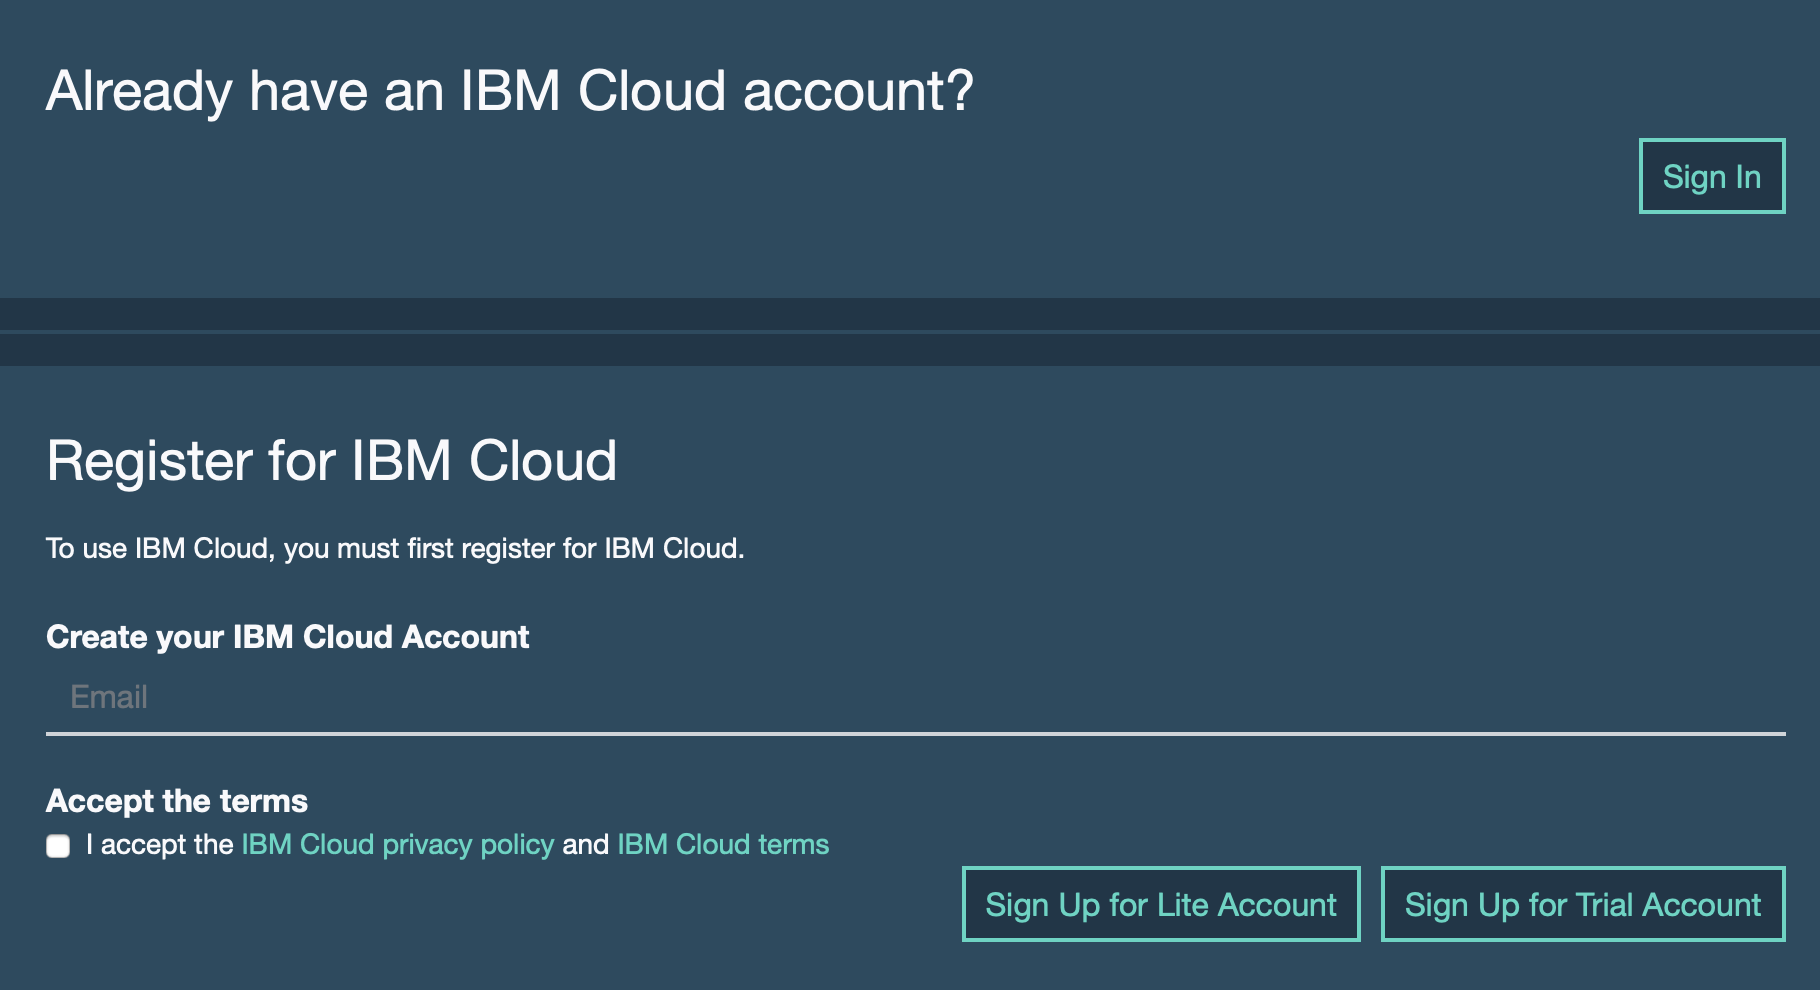 Already have an IBM Cloud account?
Sign In
Register for IBM Cloud
To use IBM Cloud, you must first register for IBM Cloud.
Create your IBM Cloud Account
Email
Accept the terms
I accept the IBM Cloud privacy policy and IBM Cloud terms
Sign Up for Lite Account
Sign Up for Trial Account